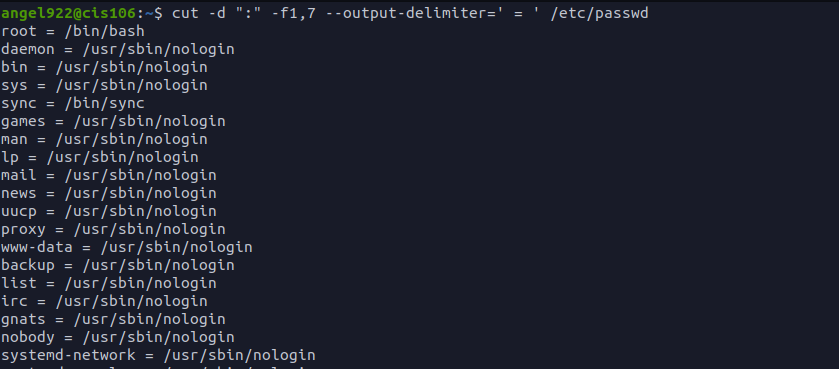 angel922@cis106:~$ cut -d ":" -f1,7 --output-delimiter=' = ' /etc/passwd
root = /bin/bash
daemon = /usr/sbin/nologin
bin = /usr/sbin/nologin
sys = /usr/sbin/nologin
sync = /bin/sync
games = /usr/sbin/nologin
man = /usr/sbin/nologin
lp = /usr/sbin/nologin
mail = /usr/sbin/nologin
news = /usr/sbin/nologin
uucp = /usr/sbin/nologin
proxy = /usr/sbin/nologin
www-data = /usr/sbin/nologin
backup = /usr/sbin/nologin
list = /usr/sbin/nologin
irc = /usr/sbin/nologin
gnats = /usr/sbin/nologin
nobody = /usr/sbin/nologin
systemd-network = /usr/sbin/nologin